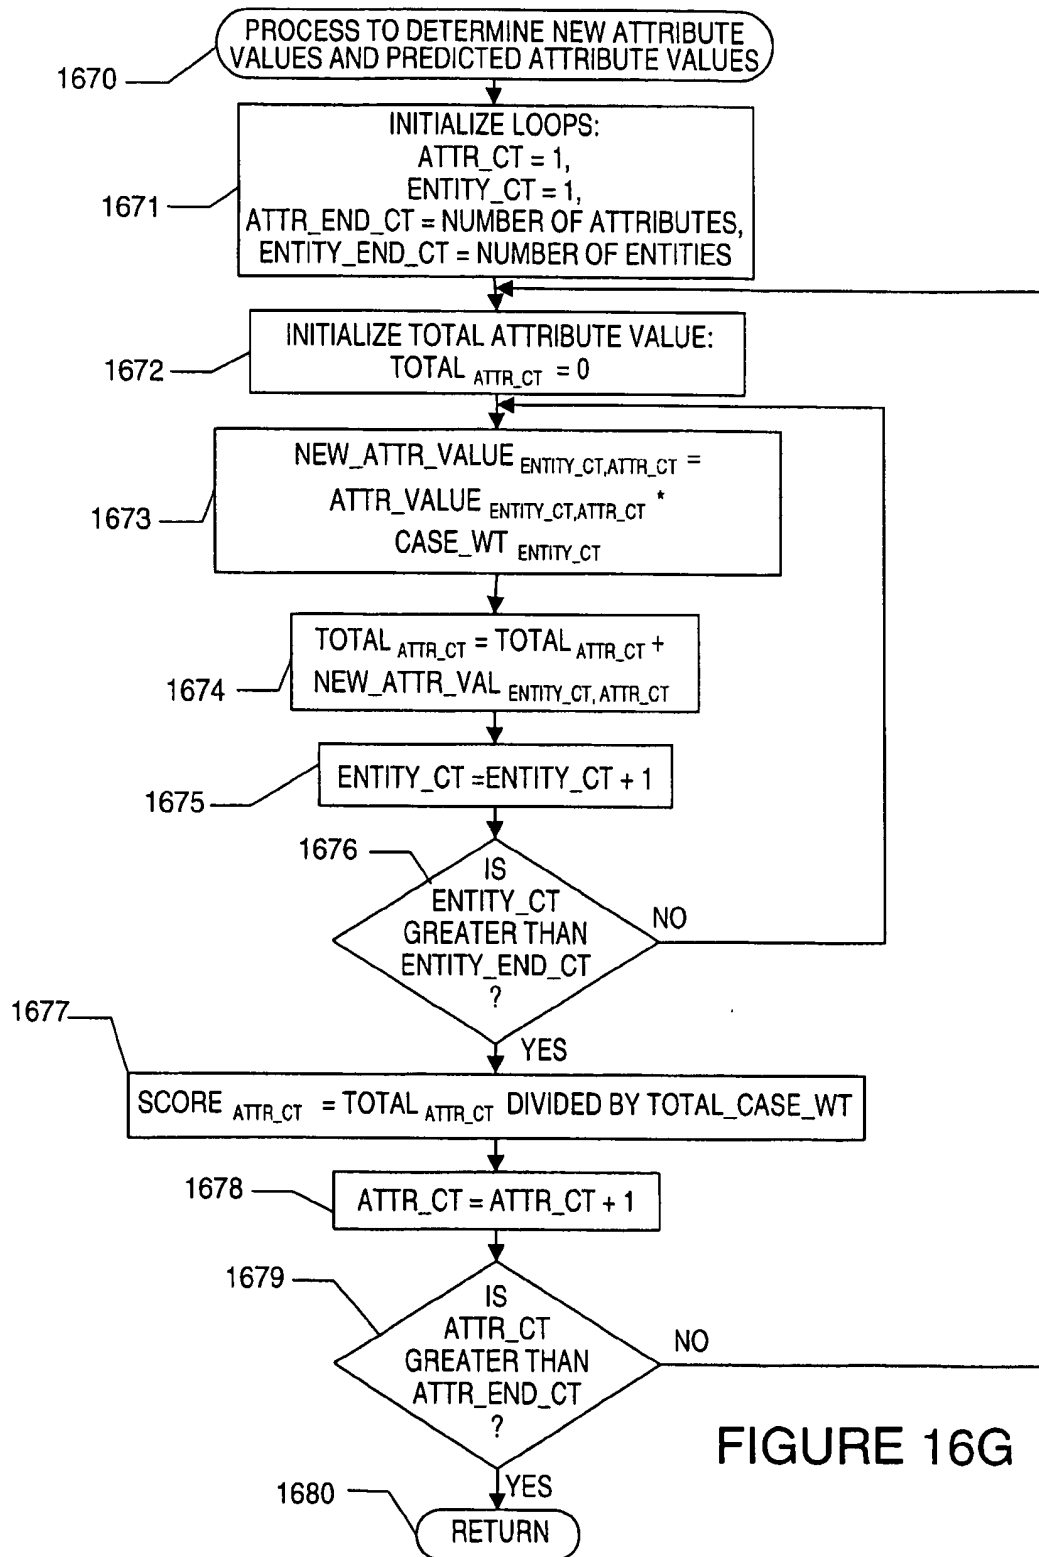 PROCESS TO DETERMINE NEW ATTRIBUTE
VALUES AND PREDICTED ATTRIBUTE VALUES
1670
INITIALIZE LOOPS:
ATTR_CT = 1,
ENTITY_CT = 1,
ATTR_END_CT = NUMBER OF ATTRIBUTES,
ENTITY_END_CT = NUMBER OF ENTITIES
1671
INITIALIZE TOTAL ATTRIBUTE VALUE:
TOTAL ATTR_CT = 0
1672
NEW_ATTR_VALUE ENTITY_CT,ATTR_CT =
ATTR_VALUE ENTITY_CT,ATTR_CT *
CASE_WT ENTITY_CT
1673
TOTAL ATTR_CT = TOTAL ATTR_CT +
NEW_ATTR_VAL ENTITY_CT, ATTR_CT
1674
ENTITY_CT =ENTITY_CT + 1
1675
1676
IS
ENTITY_CT
GREATER THAN
ENTITY_END_CT
?
NO
YES
1677
SCORE ATTR_CT = TOTAL ATTR_CT DIVIDED BY TOTAL_CASE_WT
1678
ATTR_CT = ATTR_CT + 1
1679
IS
ATTR_CT
GREATER THAN
ATTR_END_CT
?
NO
YES
1680
RETURN
FIGURE 16G